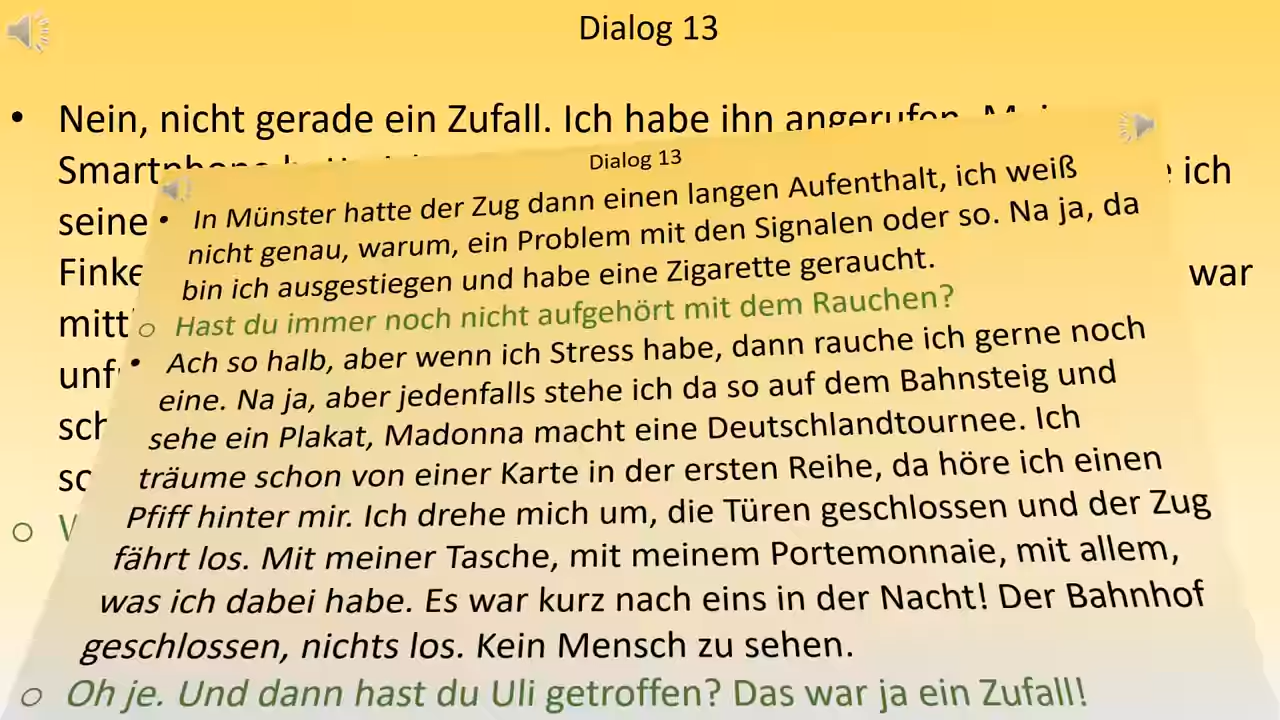 Dialog 13
• Nein, nicht gerade ein Zufall. Ich habe ihn angerufen.
ich
seine
war
Dialog 13
• In Münster hatte der Zug dann einen langen Aufenthalt, ich weiß
nicht genau, warum, ein Problem mit den Signalen oder so. Na ja, da
bin ich ausgestiegen und habe eine Zigarette geraucht.
o Hast du immer noch nicht aufgehört mit dem Rauchen?
• Ach so halb, aber wenn ich Stress habe, dann rauche ich gerne noch
eine. Na ja, aber jedenfalls stehe ich da so auf dem Bahnsteig und
sehe ein Plakat, Madonna macht eine Deutschlandtournee. Ich
träume schon von einer Karte in der ersten Reihe, da höre ich einen
Pfiff hinter mir. Ich drehe mich um, die Türen geschlossen und der Zug
fährt los. Mit meiner Tasche, mit meinem Portemonnaie, mit allem,
was ich dabei habe. Es war kurz nach eins in der Nacht! Der Bahnhof
geschlossen, nichts los. Kein Mensch zu sehen.
o Oh je. Und dann hast du Uli getroffen? Das war ja ein Zufall!